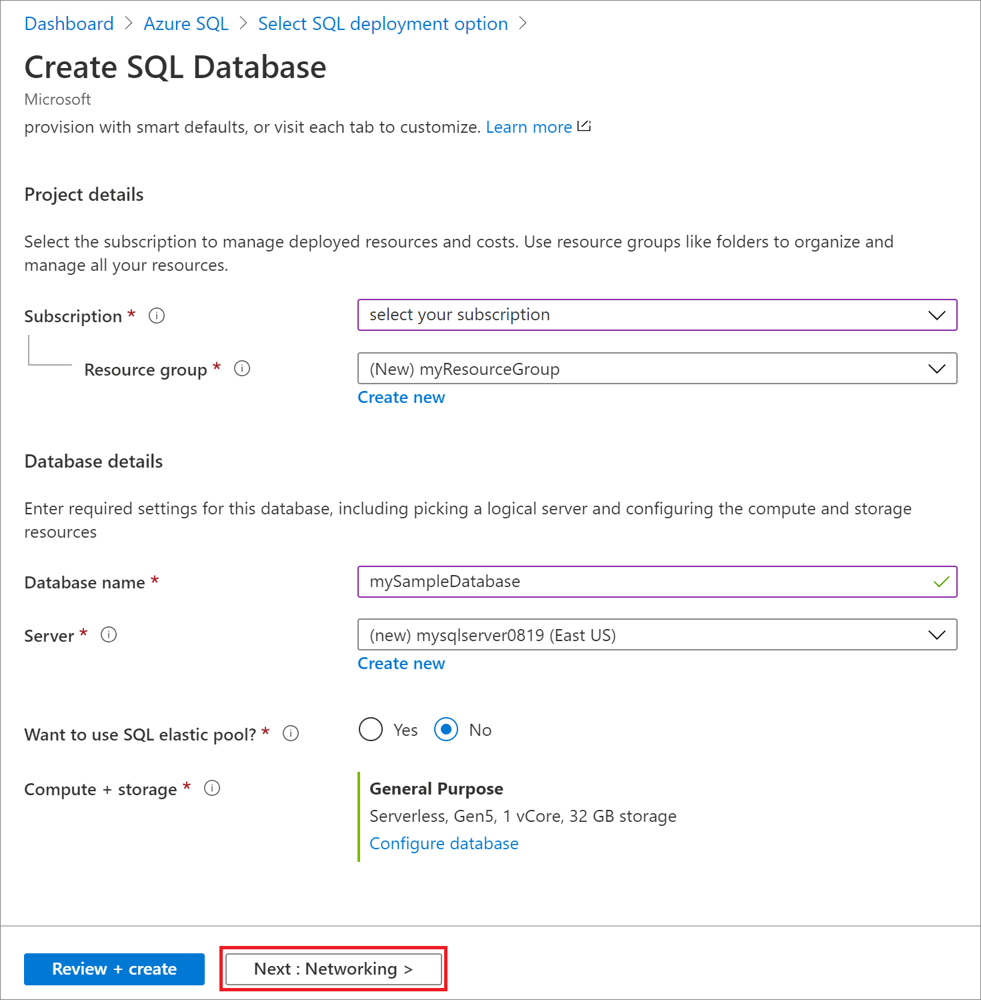 Dashboard > Azure SQL > Select SQL deployment option >
Create SQL Database
Microsoft
provision with smart defaults, or visit each tab to customize. Learn more
Project details
Select the subscription to manage deployed resources and costs. Use resource groups like folders to organize and
manage all your resources.
Subscription *
select your subscription
Resource group *
(New) myResourceGroup
Create new
Database details
Enter required settings for this database, including picking a logical server and configuring the compute and storage
resources
Database name *
mySampleDatabase
Server *
(new) mysqlserver0819 (East US)
Create new
Want to use SQL elastic pool? *
Yes No
Compute + storage *
General Purpose
Serverless, Gen5, 1 vCore, 32 GB storage
Configure database
Review + create
Next : Networking >